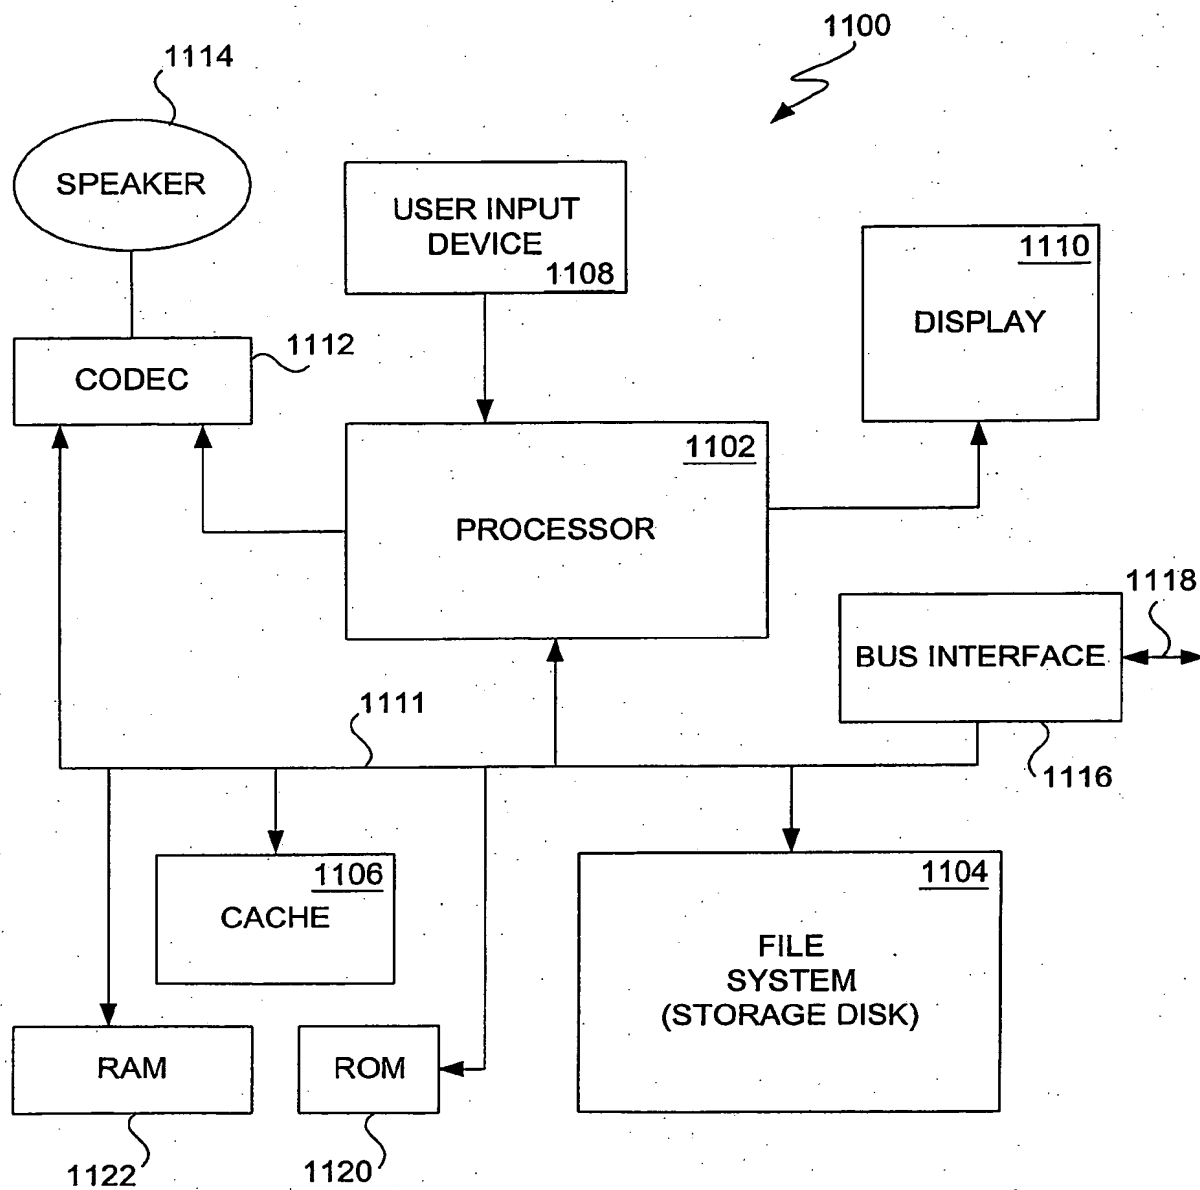 1100
1114
SPEAKER
USER INPUT
DEVICE
1108
1110
DISPLAY
1112
CODEC
1102
PROCESSOR
1118
BUS INTERFACE
1111
1116
1106
CACHE
1104
FILE
SYSTEM
(STORAGE DISK)
RAM
ROM
1122
1120